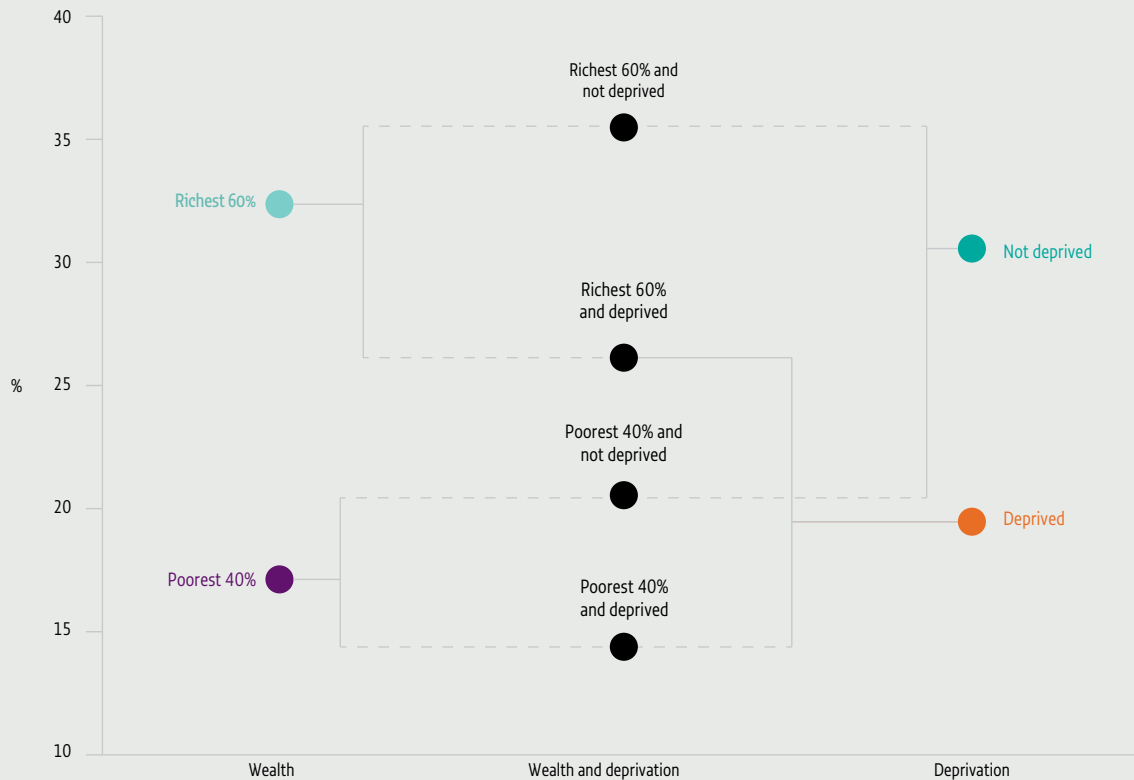 40
Richest 60% and
not deprived
35
Richest 60%
30
Not deprived
Richest 60%
and deprived
%
25
Poorest 40% and
not deprived
20
Deprived
Poorest 40%
Poorest 40%
and deprived
15
10
Wealth
Wealth and deprivation
Deprivation